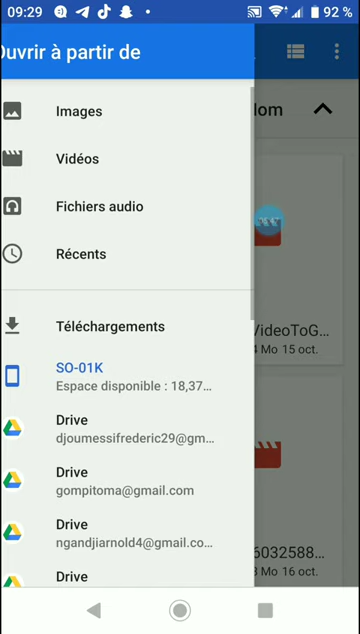 09:29
92 %
Ouvrir à partir de
Images
Vidéos
Fichiers audio
Récents
Téléchargements
SO-01K
Espace disponible : 18,37...
Drive
djoumessifrederic29@gm...
Drive
gompitoma@gmail.com
Drive
ngandjiarnold4@gmail.co...
Drive
lom
VideoToG...
4 Mo 15 oct.
6032588...
3 Mo 16 oct.